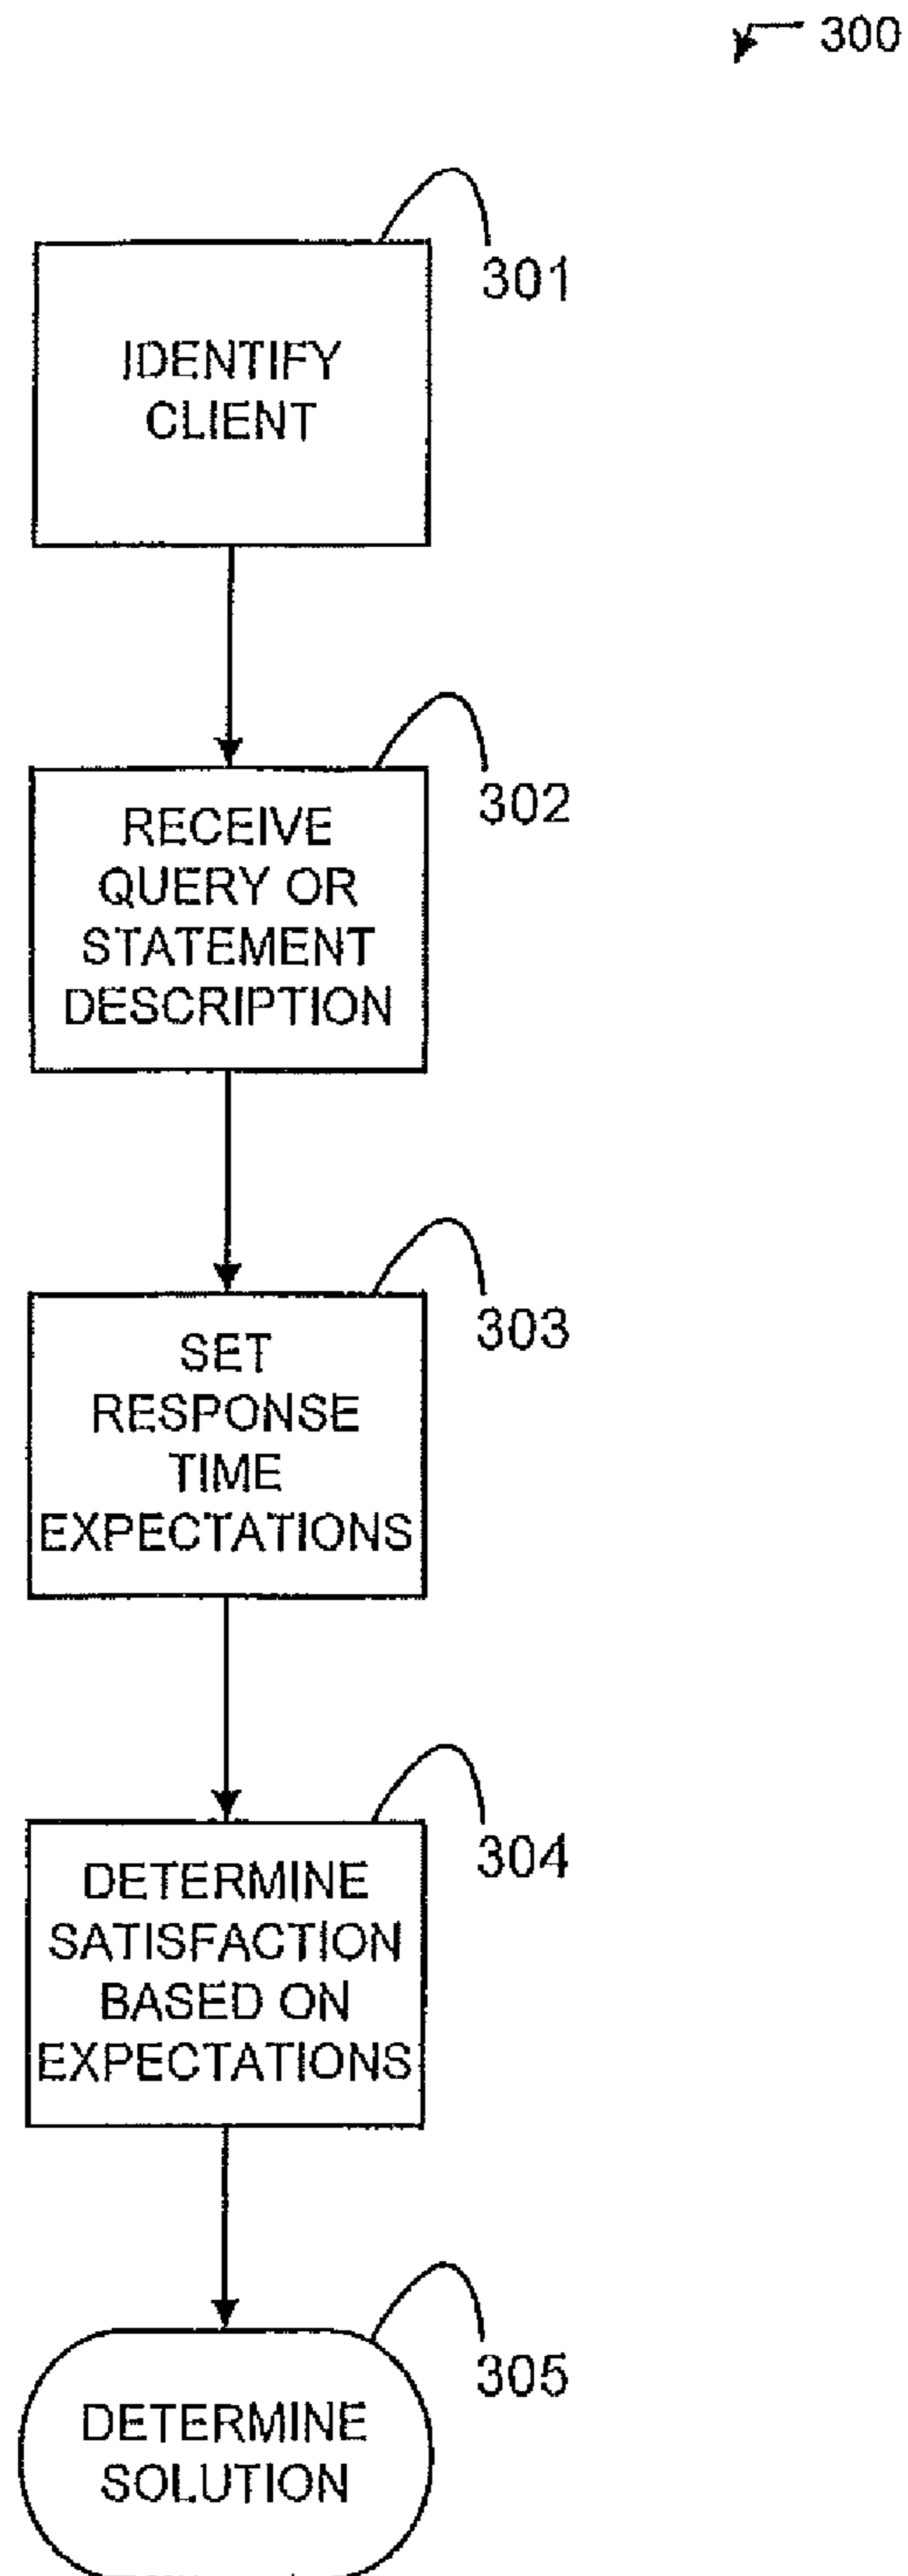 300
301
IDENTIFY
CLIENT
302
RECEIVE
QUERY OR
STATEMENT
DESCRIPTION
303
SET
RESPONSE
TIME
EXPECTATIONS
304
DETERMINE
SATISFACTION
BASED ON
EXPECTATIONS
305
DETERMINE
SOLUTION